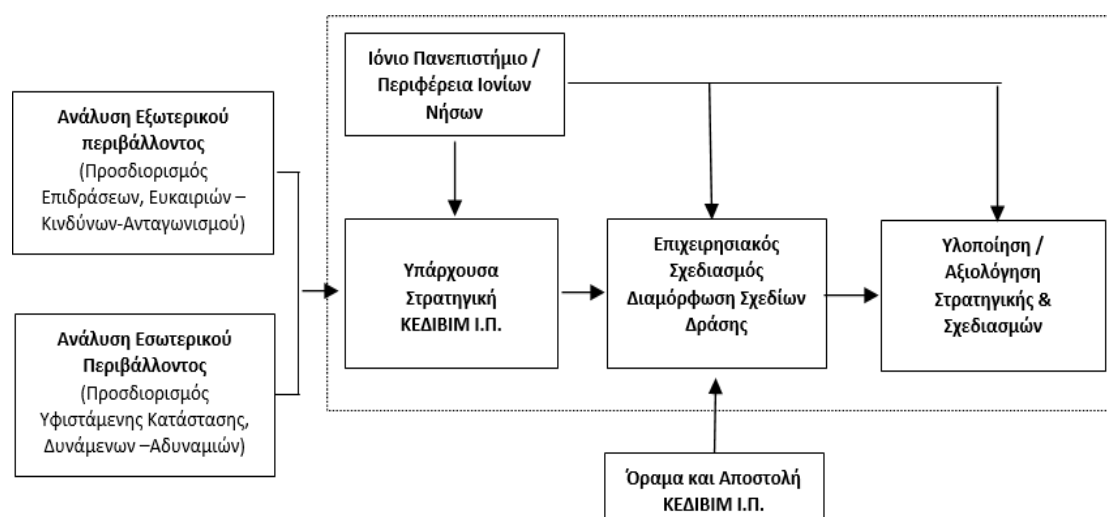 Ιόνιο Πανεπιστήμιο /
Περιφέρεια Ιονίων
Νήσων
Ανάλυση Εξωτερικού
περιβάλλοντος
(Προσδιορισμός
Επιδράσεων, Ευκαιριών –
Κινδύνων-Ανταγωνισμού)
Υπάρχουσα
Στρατηγική
ΚΕΔΙΒΙΜ Ι.Π.
Επιχειρησιακός
Σχεδιασμός
Διαμόρφωση Σχεδίων
Δράσης
Υλοποίηση /
Αξιολόγηση
Στρατηγικής &
Σχεδιασμών
Ανάλυση Εσωτερικού
Περιβάλλοντος
(Προσδιορισμός
Υφιστάμενης Κατάστασης,
Δυνάμενων –Αδυναμιών)
Όραμα και Αποστολή
ΚΕΔΙΒΙΜ Ι.Π.